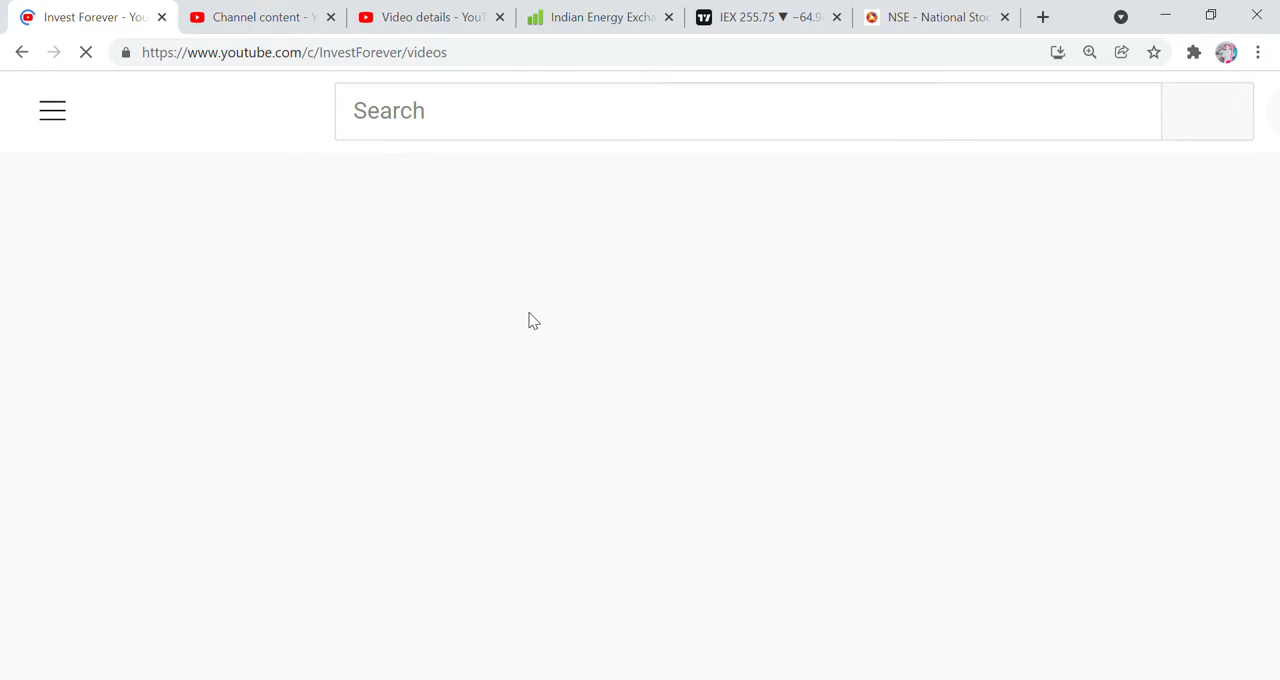 Invest Forever - You
Channel content - Y
Video details - YouT
Indian Energy Excha
IEX 255.75 ▼ −64.9
NSE - National Stoc
https://www.youtube.com/c/InvestForever/videos
Search